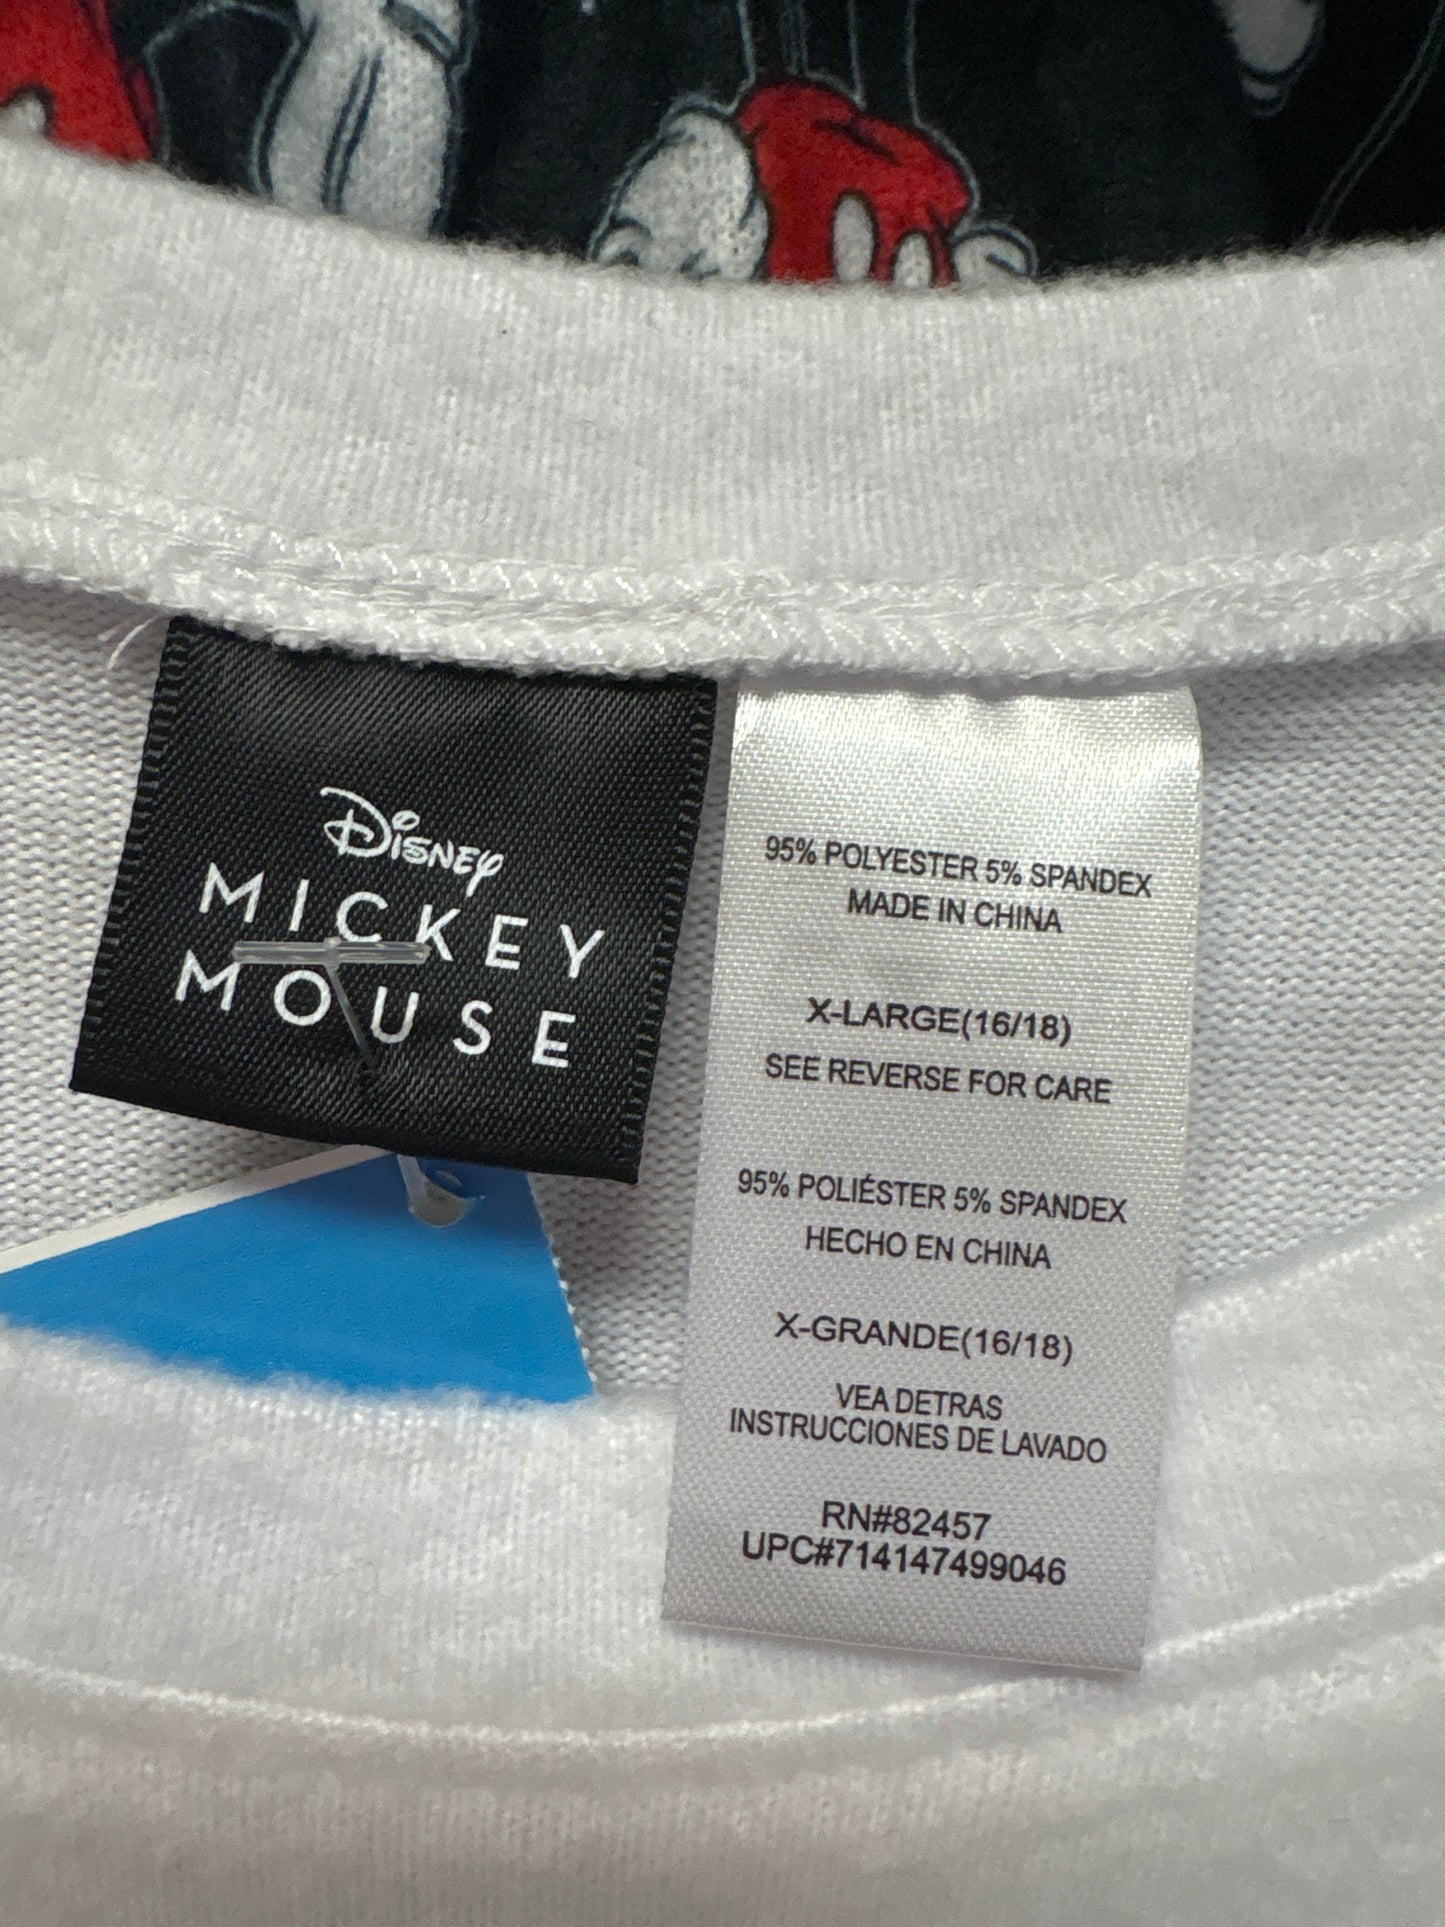 Disney
MICKEY
MOUSE
95% POLYESTER 5% SPANDEX
MADE IN CHINA
X-LARGE(16/18)
SEE REVERSE FOR CARE
95% POLIÉSTER 5% SPANDEX
HECHO EN CHINA
X-GRANDE(16/18)
VEA DETRAS
INSTRUCCIONES DE LAVADO
RN#82457
UPC#714147499046